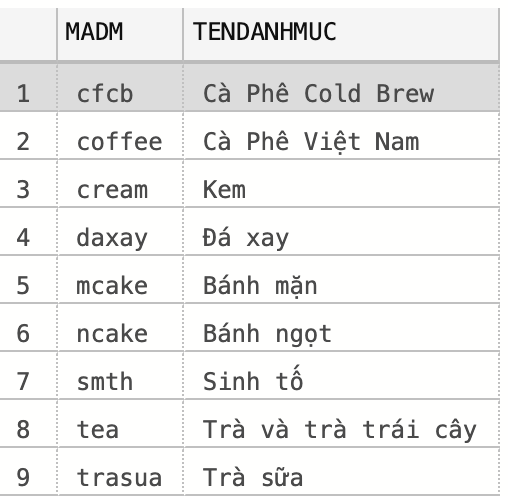 MADM TENDANHMUC
1 cfcb Cà Phê Cold Brew
2 coffee Cà Phê Việt Nam
3 cream Kem
4 daxay Đá xay
5 mcake Bánh mặn
6 ncake Bánh ngọt
7 smth Sinh tố
8 tea Trà và trà trái cây
9 trasua Trà sữa